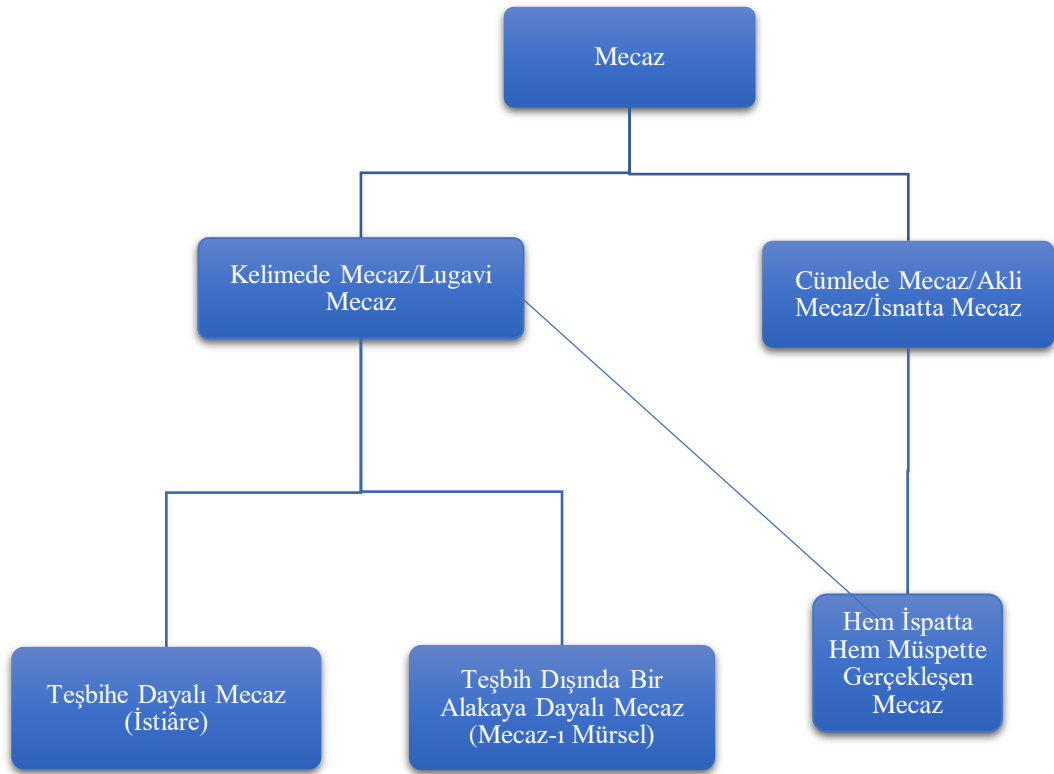 Mecaz
Kelimede Mecaz/Lugavi
Mecaz
Cümlede Mecaz/Akli
Mecaz/İsnatta Mecaz
Teşbihe Dayalı Mecaz
(İstiâre)
Teşbih Dışında Bir
Alakaya Dayalı Mecaz
(Mecaz-ı Mürsel)
Hem İspatta
Hem Müspette
Gerçekleşen
Mecaz